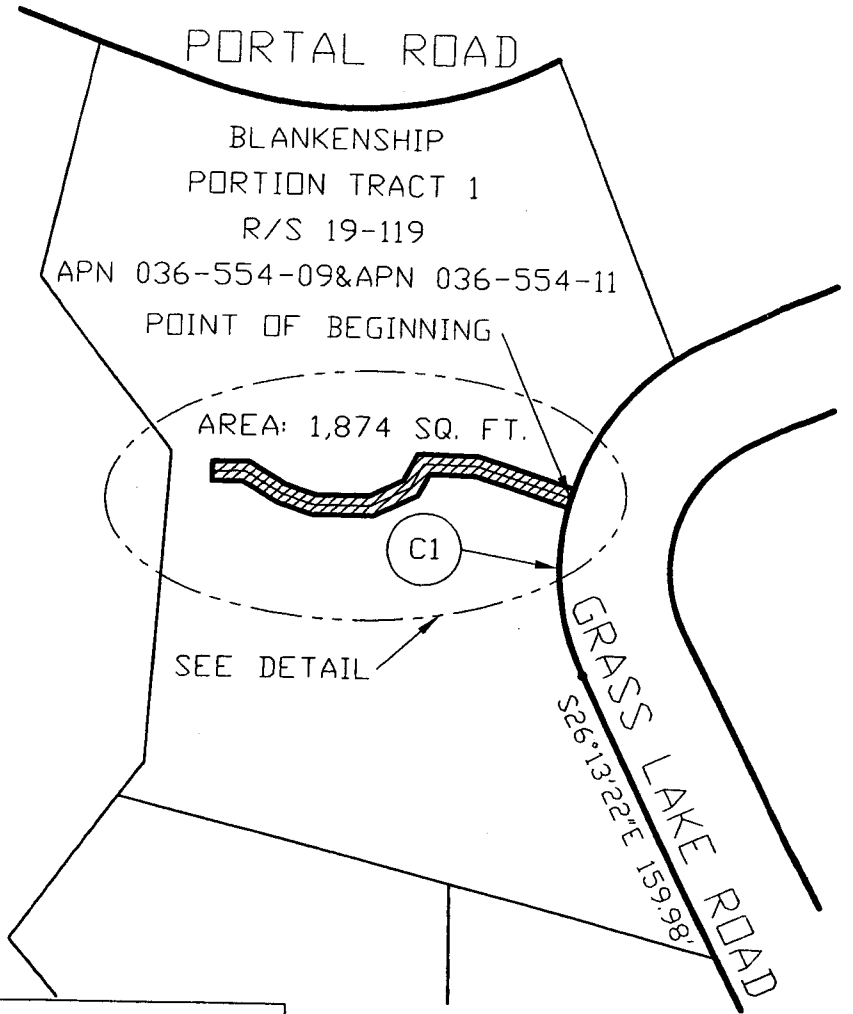 PORTAL ROAD
BLANKENSHIP
PORTION TRACT 1
R/S 19-119
APN 036-554-09&APN 036-554-11
POINT OF BEGINNING
AREA: 1,874 SQ. FT.
C1
SEE DETAIL
GRASS LAKE ROAD
S26°13'22"E 159.98'